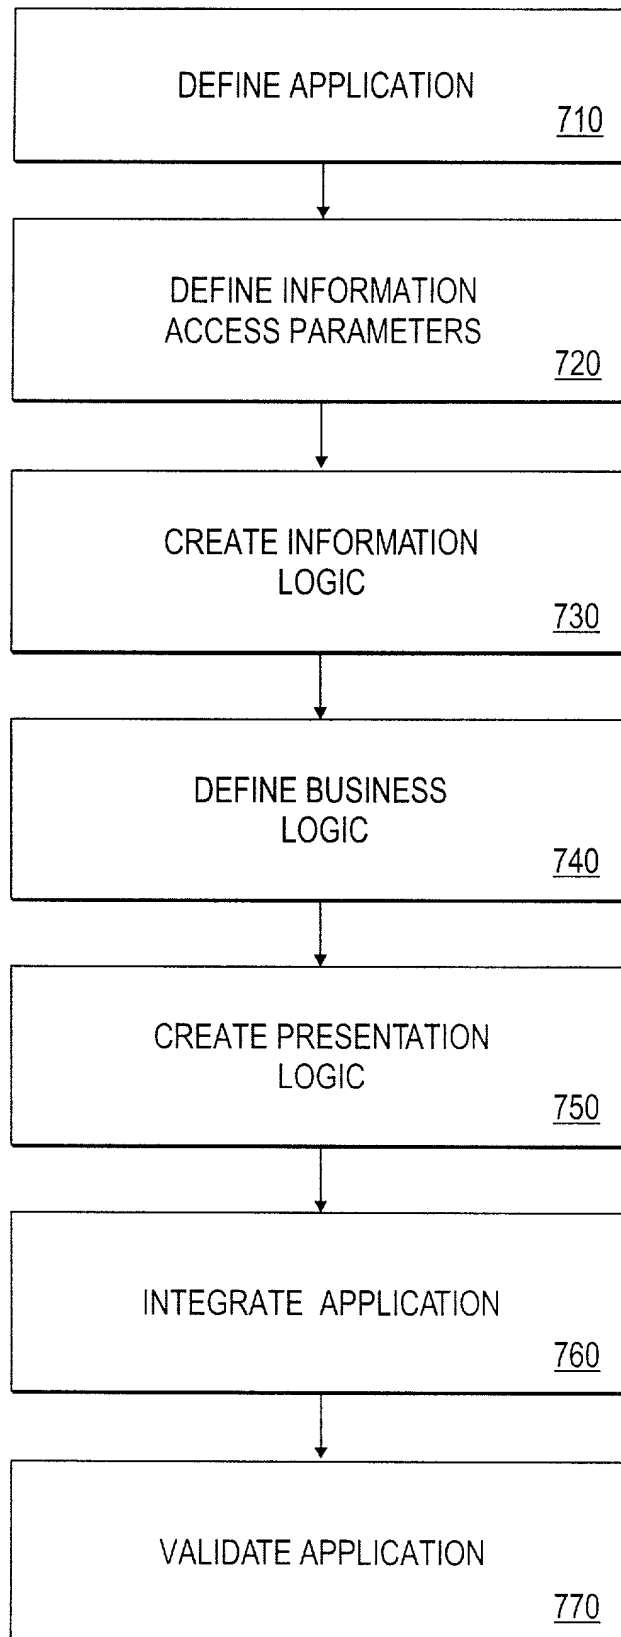 DEFINE APPLICATION
710
DEFINE INFORMATION
ACCESS PARAMETERS
720
CREATE INFORMATION
LOGIC
730
DEFINE BUSINESS
LOGIC
740
CREATE PRESENTATION
LOGIC
750
INTEGRATE APPLICATION
760
VALIDATE APPLICATION
770